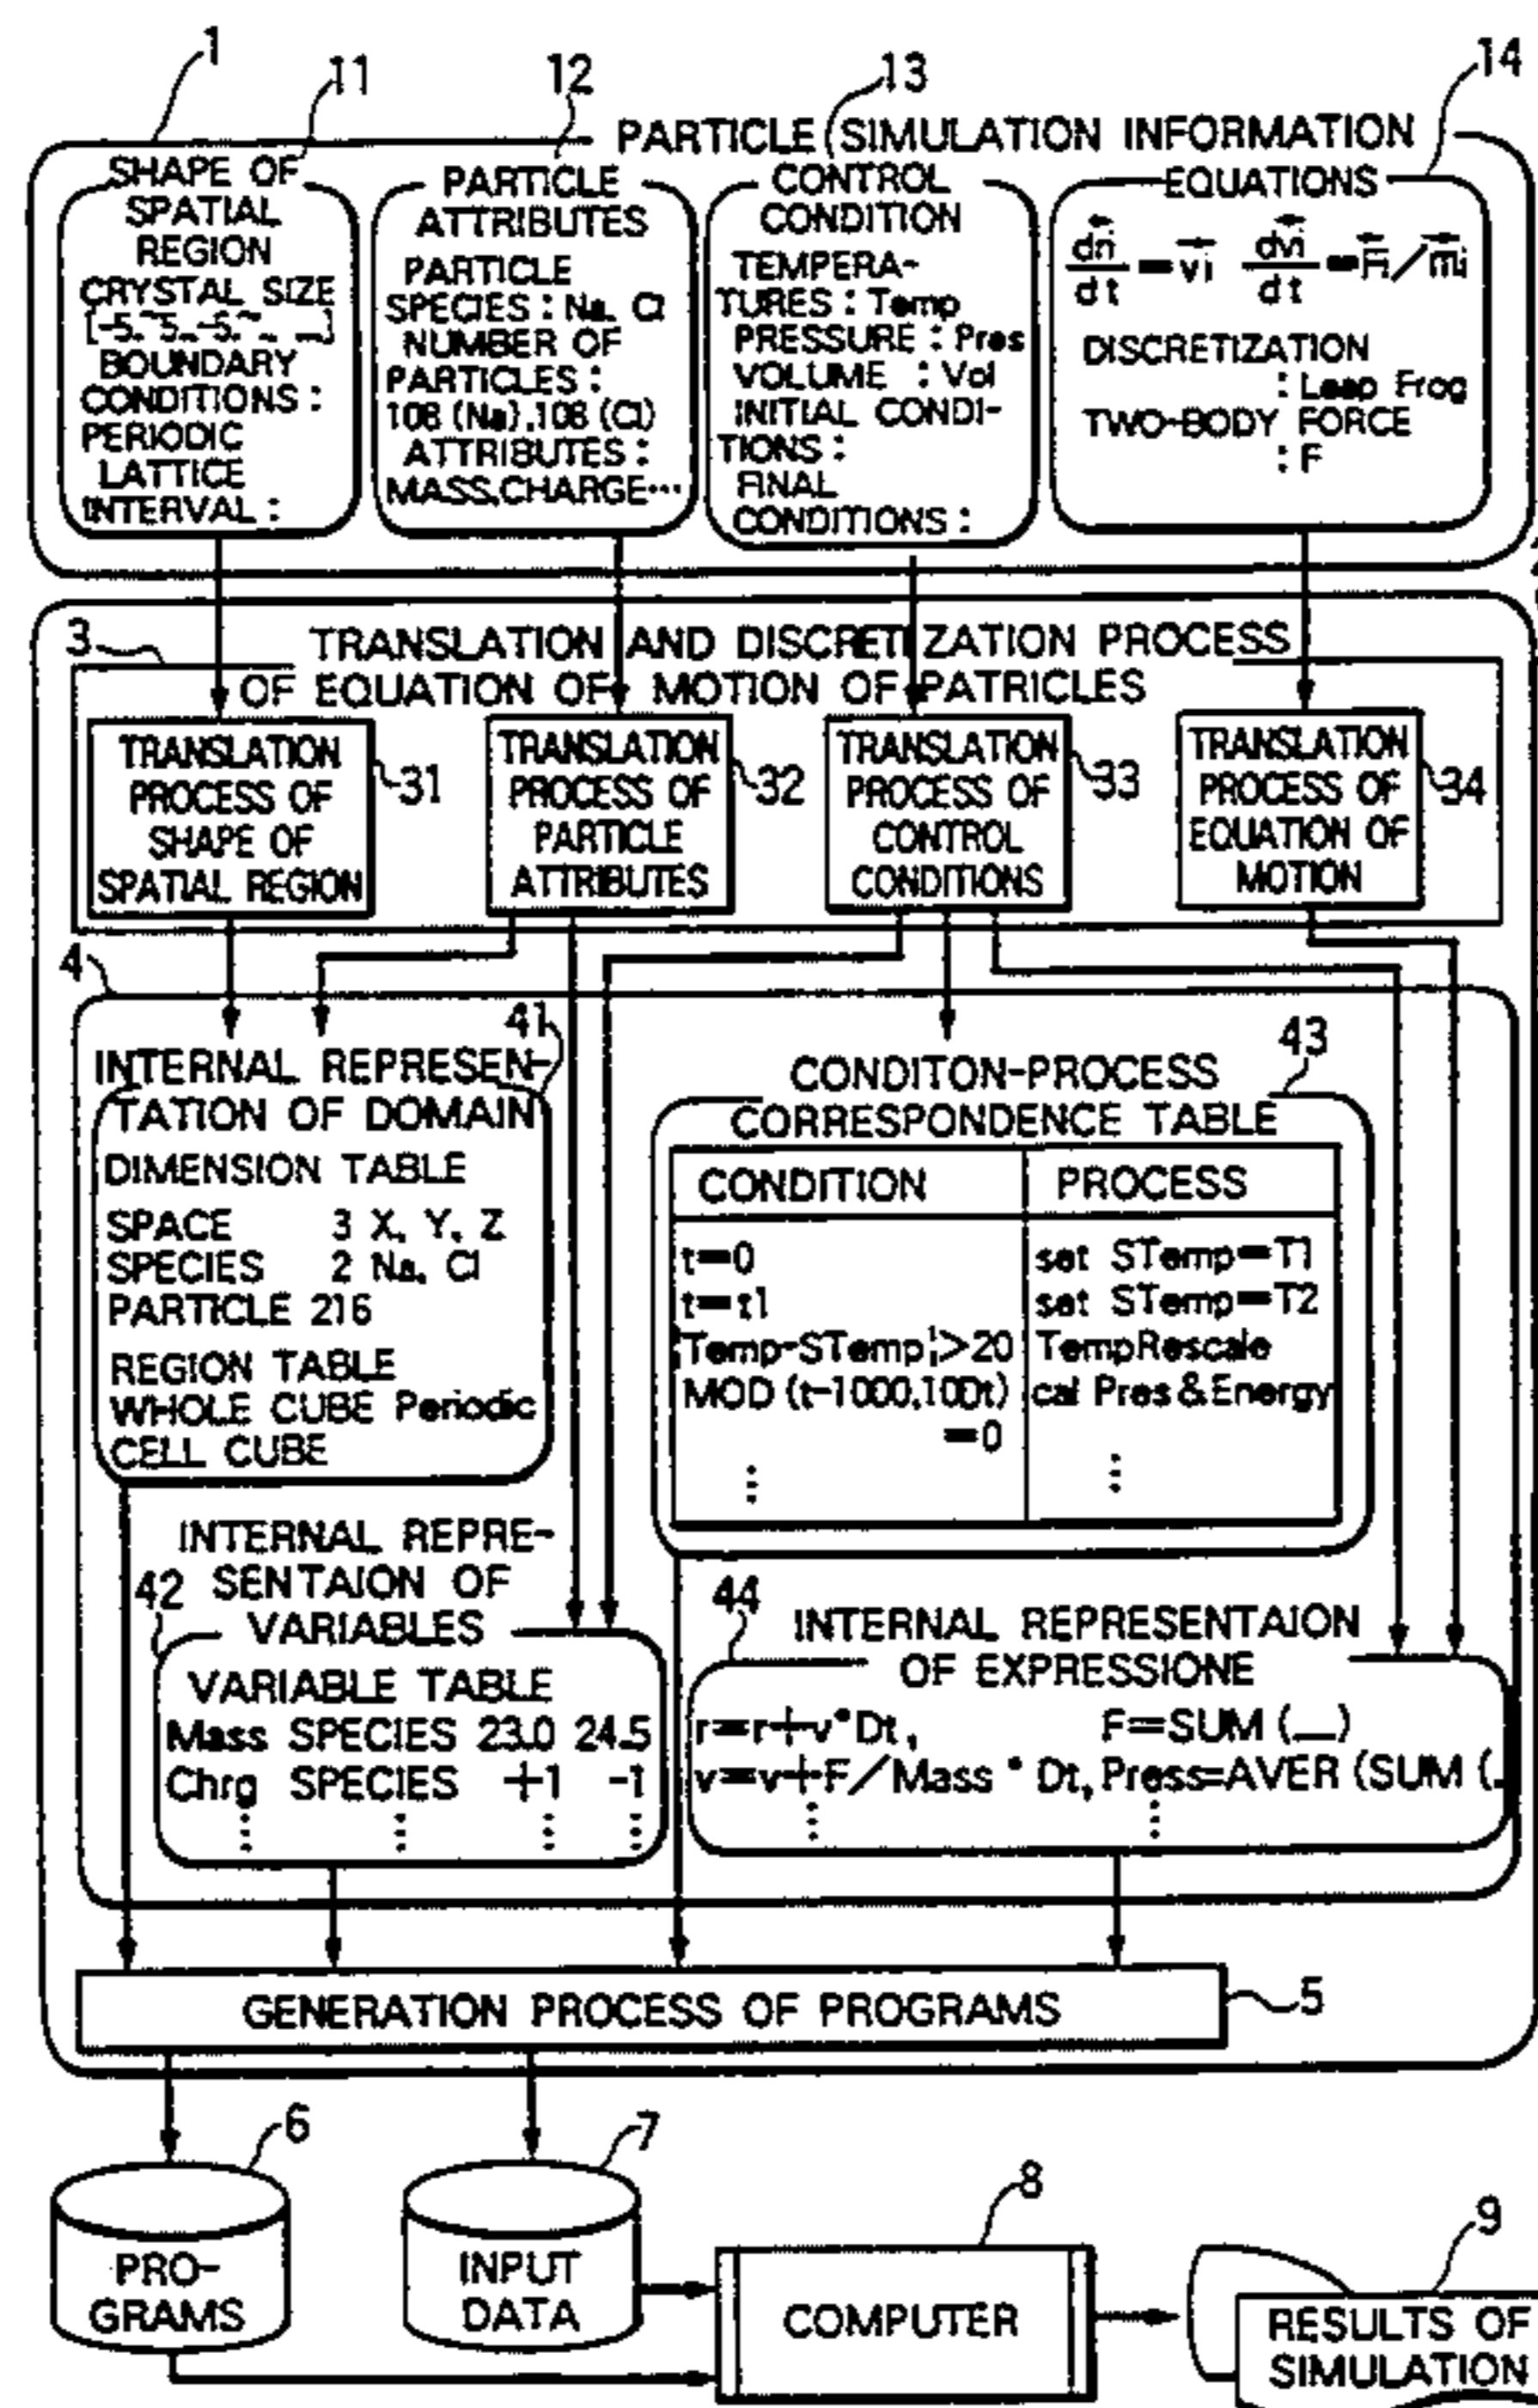 1
11
12
13
14
PARTICLE SIMULATION INFORMATION
SHAPE OF
SPATIAL
REGION
CRYSTAL SIZE
BOUNDARY
CONDITIONS :
PERIODIC
LATTICE
INTERVAL :
PARTICLE
ATTRIBUTES
PARTICLE
SPECIES : Na. Cl
NUMBER OF
PARTICLES :
108 (Na),108 (Cl)
ATTRIBUTES :
MASS,CHARGE…
CONTROL
CONDITION
TEMPERA-
TURES : Temp
PRESSURE : Pres
VOLUME : Vol
INITIAL CONDI-
TIONS :
FINAL
CONDITIONS :
EQUATIONS
DISCRETIZATION
: Leap Frog
TWO-BODY FORCE
: F
3
TRANSLATION AND DISCRETIZATION PROCESS
OF EQUATION OF MOTION OF PATRICLES
TRANSLATION
PROCESS OF
SHAPE OF
SPATIAL REGION
31
TRANSLATION
PROCESS OF
PARTICLE
ATTRIBUTES
32
TRANSLATION
PROCESS OF
CONTROL
CONDITIONS
33
TRANSLATION
PROCESS OF
EQUATION OF
MOTION
34
4
41
INTERNAL REPRESEN-
TATION OF DOMAIN
DIMENSION TABLE
SPACE 3 X, Y, Z
SPECIES 2 Na, Cl
PARTICLE 216
REGION TABLE
WHOLE CUBE Periodic
CELL CUBE
43
CONDITON-PROCESS
CORRESPONDENCE TABLE
CONDITION PROCESS
t=0 set STemp=T1
t=t1 set STemp=T2
¦Temp-STemp¦>20 TempRescale
MOD (t-1000,10Dt) cal Pres&Energy
=0
⋮ ⋮
42
INTERNAL REPRE-
SENTAION OF
VARIABLES
VARIABLE TABLE
Mass SPECIES 23.0 24.5
Chrg SPECIES +1 -1
⋮ ⋮ ⋮ ⋮
44
INTERNAL REPRESENTAION
OF EXPRESSIONE
r=r+v*Dt, F=SUM (…)
v=v+F/Mass * Dt, Press=AVER (SUM (
⋮ ⋮
GENERATION PROCESS OF PROGRAMS
5
6
PRO-
GRAMS
7
INPUT
DATA
8
COMPUTER
9
RESULTS OF
SIMULATION